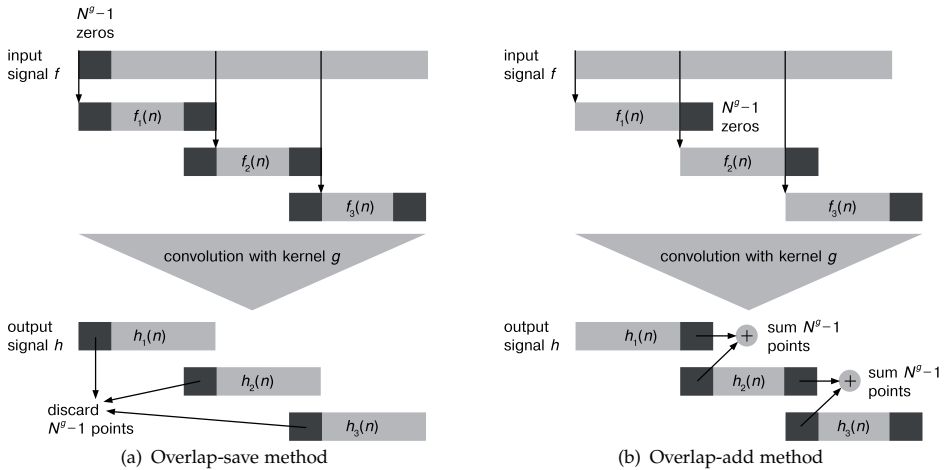 N^g−1
zeros
input
signal f
f₁(n)
f₂(n)
f₃(n)
convolution with kernel g
output
signal h
h₁(n)
h₂(n)
h₃(n)
discard
N^g−1 points
(a) Overlap-save method
input
signal f
f₁(n)
N^g−1
zeros
f₂(n)
f₃(n)
convolution with kernel g
output
signal h
h₁(n)
+
sum N^g−1
points
h₂(n)
+
sum N^g−1
points
h₃(n)
(b) Overlap-add method